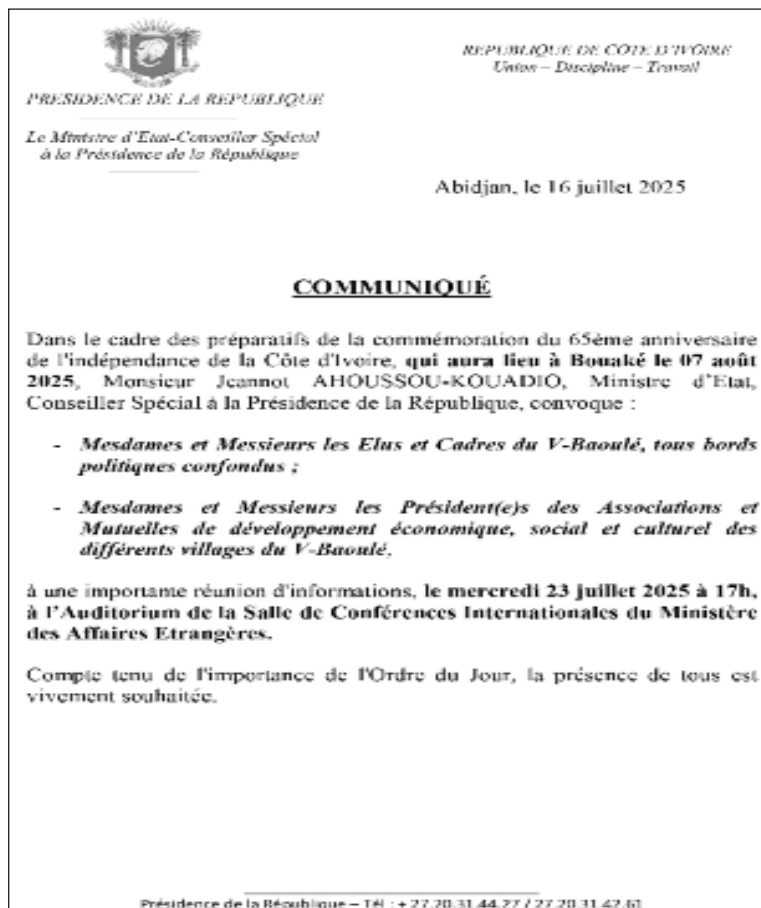 REPUBLIQUE DE COTE D'IVOIRE
Union – Discipline – Travail
PRESIDENCE DE LA REPUBLIQUE
Le Ministre d'Etat-Conseiller Spécial
à la Présidence de la République
Abidjan, le 16 juillet 2025
COMMUNIQUÉ
Dans le cadre des préparatifs de la commémoration du 65ème anniversaire
de l'indépendance de la Côte d'Ivoire, qui aura lieu à Bouaké le 07 août
2025, Monsieur Jeannot AHOUSSOU-KOUADIO, Ministre d'Etat,
Conseiller Spécial à la Présidence de la République, convoque :
- Mesdames et Messieurs les Elus et Cadres du V-Baoulé, tous bords
politiques confondus ;
- Mesdames et Messieurs les Président(e)s des Associations et
Mutuelles de développement économique, social et culturel des
différents villages du V-Baoulé,
à une importante réunion d'informations, le mercredi 23 juillet 2025 à 17h,
à l'Auditorium de la Salle de Conférences Internationales du Ministère
des Affaires Etrangères.
Compte tenu de l'importance de l'Ordre du Jour, la présence de tous est
vivement souhaitée.
Présidence de la République – Tél : + 27.20.31.44.27 / 27.20.31.42.61